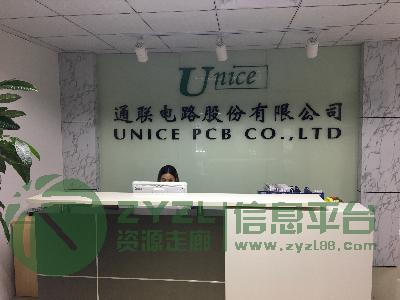 Unice
通联电路股份有限公司
UNICE PCB CO.,LTD
ZYZL信息平台
资源走廊 www.zyzl88.com